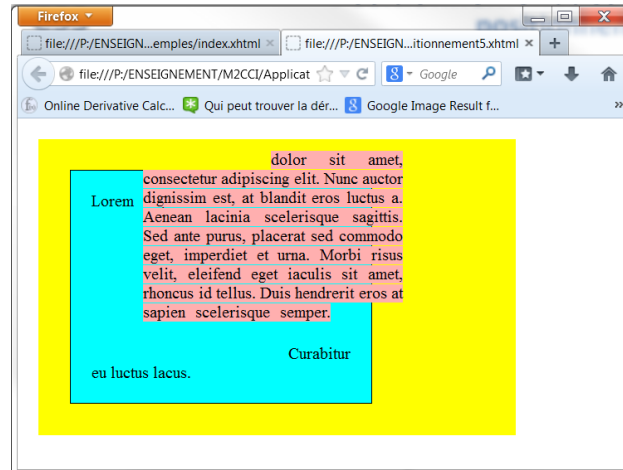 Firefox
file:///P:/ENSEIGN...emples/index.xhtml
file:///P:/ENSEIGN...itionnement5.xhtml
file:///P:/ENSEIGNEMENT/M2CCI/Applicat
Google
Online Derivative Calc...
Qui peut trouver la dér...
Google Image Result f...
dolor sit amet,
consectetur adipiscing elit. Nunc auctor
Lorem dignissim est, at blandit eros luctus a.
Aenean lacinia scelerisque sagittis.
Sed ante purus, placerat sed commodo
eget, imperdiet et urna. Morbi risus
velit, eleifend eget iaculis sit amet,
rhoncus id tellus. Duis hendrerit eros at
sapien scelerisque semper.
Curabitur
eu luctus lacus.